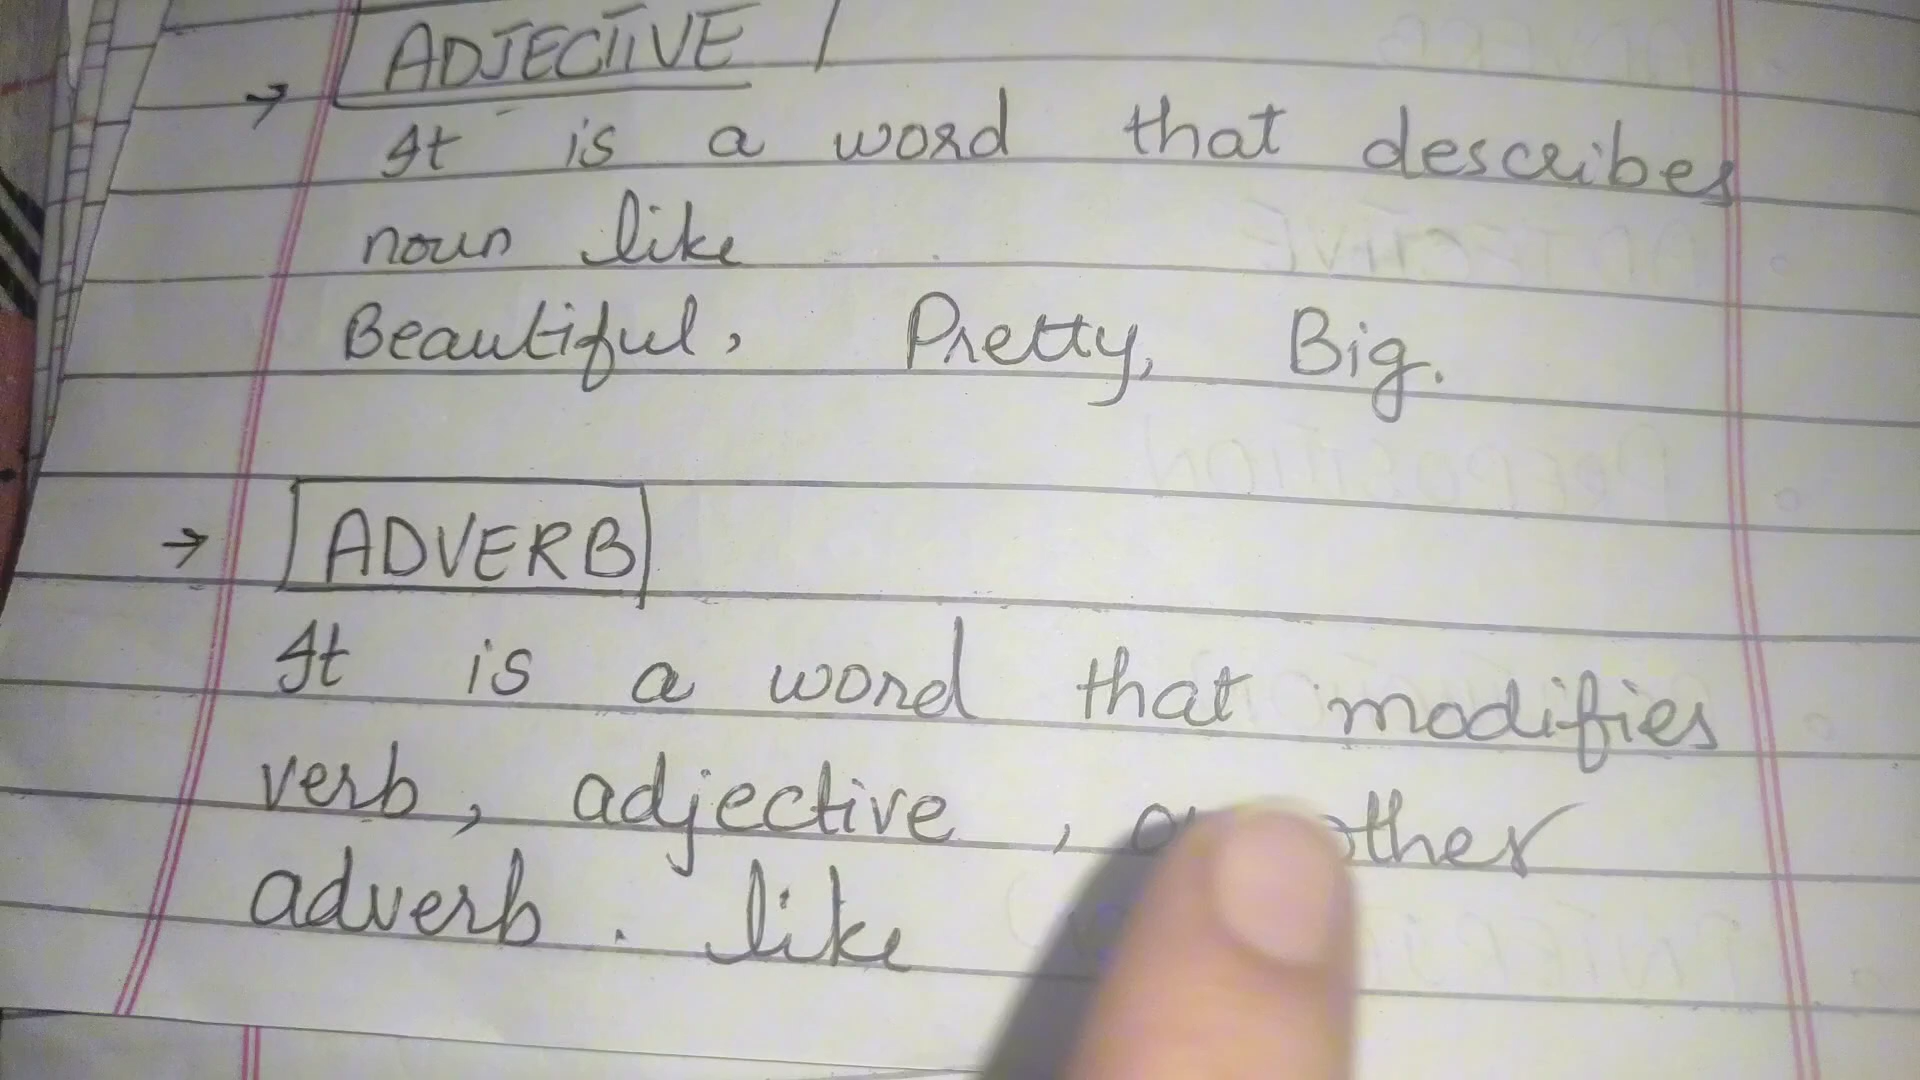 ADJECTIVE
→ It is a word that describes
noun like
Beautiful, Pretty, Big.
→ ADVERB
It is a word that modifies
verb, adjective, other
adverb. like